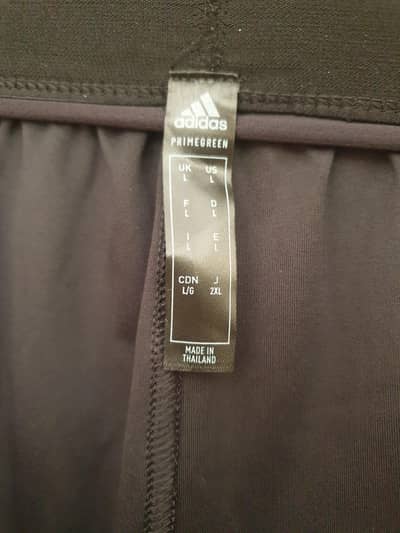 adidas
PRIMEGREEN
UK US
L L
F D
L L
I E
L L
CDN J
L/G 2XL
MADE IN
THAILAND